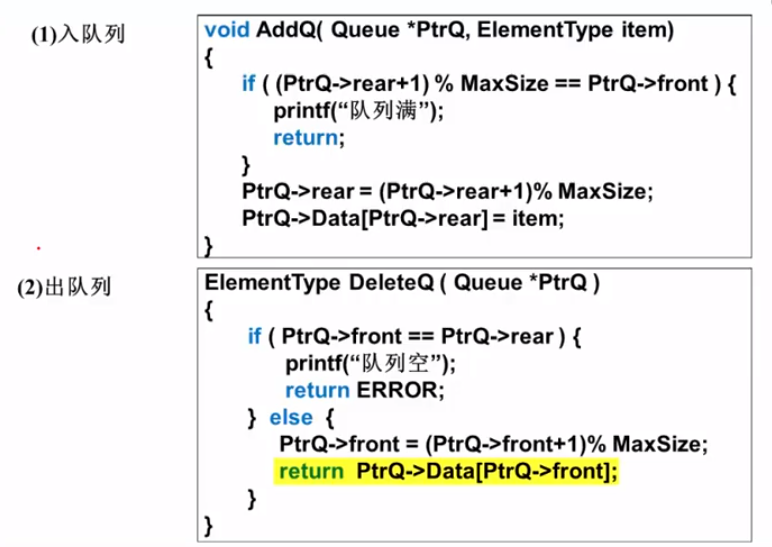 (1)入队列
void AddQ( Queue *PtrQ, ElementType item)
{
if ( (PtrQ->rear+1) % MaxSize == PtrQ->front ) {
printf(“队列满”);
return;
}
PtrQ->rear = (PtrQ->rear+1)% MaxSize;
PtrQ->Data[PtrQ->rear] = item;
}
(2)出队列
ElementType DeleteQ ( Queue *PtrQ )
{
if ( PtrQ->front == PtrQ->rear ) {
printf(“队列空”);
return ERROR;
} else {
PtrQ->front = (PtrQ->front+1)% MaxSize;
return PtrQ->Data[PtrQ->front];
}
}